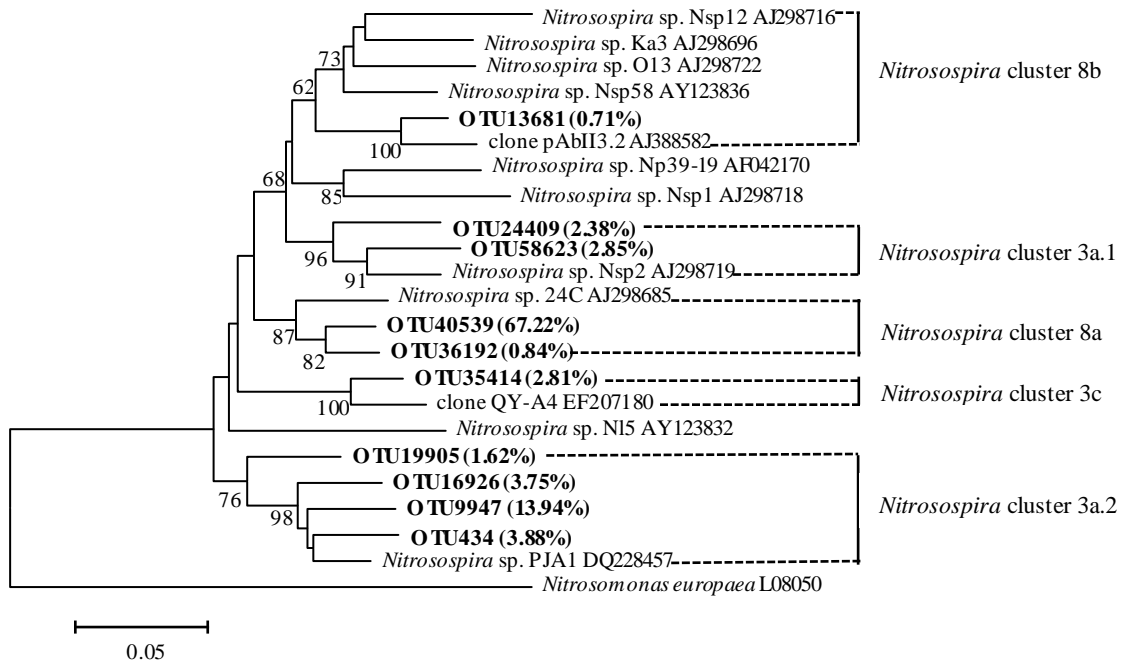 Nitrosospira sp. Nsp12 AJ298716
Nitrosospira sp. Ka3 AJ298696
73
Nitrosospira sp. O13 AJ298722
Nitrosospira cluster 8b
62
Nitrosospira sp. Nsp58 AY123836
OTU13681 (0.71%)
100
clone pAbII3.2 AJ388582
Nitrosospira sp. Np39-19 AF042170
68
85
Nitrosospira sp. Nsp1 AJ298718
OTU24409 (2.38%)
96
OTU58623 (2.85%)
Nitrosospira cluster 3a.1
91
Nitrosospira sp. Nsp2 AJ298719
Nitrosospira sp. 24C AJ298685
87
OTU40539 (67.22%)
Nitrosospira cluster 8a
82
OTU36192 (0.84%)
OTU35414 (2.81%)
Nitrosospira cluster 3c
100
clone QY-A4 EF207180
Nitrosospira sp. Nl5 AY123832
OTU19905 (1.62%)
76
OTU16926 (3.75%)
98
OTU9947 (13.94%)
Nitrosospira cluster 3a.2
OTU434 (3.88%)
Nitrosospira sp. PJA1 DQ228457
Nitrosomonas europaea L08050
0.05